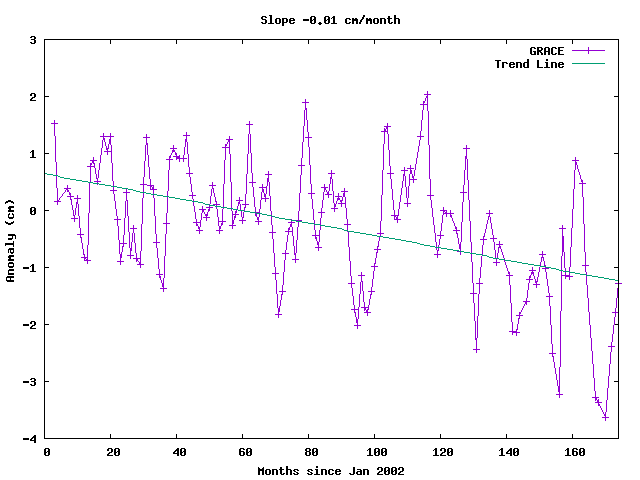 Slope -0.01 cm/month
GRACE
Trend Line
3
2
1
0
-1
-2
-3
-4
Anomaly (cm)
0 20 40 60 80 100 120 140 160
Months since Jan 2002